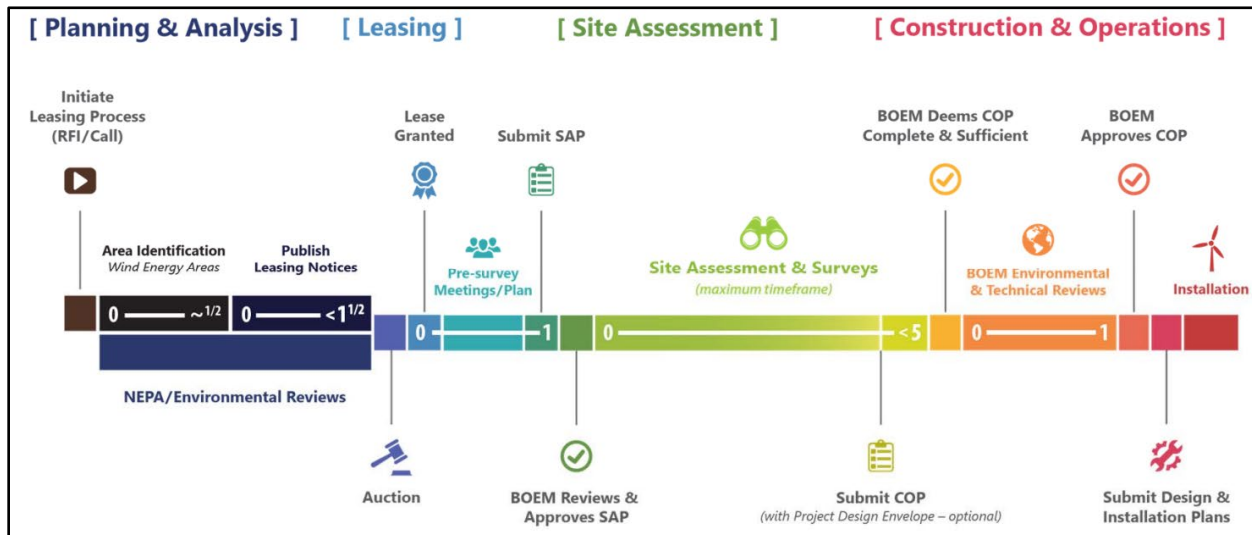 [ Planning & Analysis ]
[ Leasing ]
[ Site Assessment ]
[ Construction & Operations ]
Initiate
Leasing Process
(RFI/Call)
Lease
Granted
Submit SAP
BOEM Deems COP
Complete & Sufficient
BOEM
Approves COP
Area Identification
Wind Energy Areas
Publish
Leasing Notices
Pre-survey
Meetings/Plan
Site Assessment & Surveys
(maximum timeframe)
BOEM Environmental
& Technical Reviews
Installation
0 ~1/2
0 <1 1/2
0 1
0 <5
0 1
NEPA/Environmental Reviews
Auction
BOEM Reviews &
Approves SAP
Submit COP
(with Project Design Envelope – optional)
Submit Design &
Installation Plans